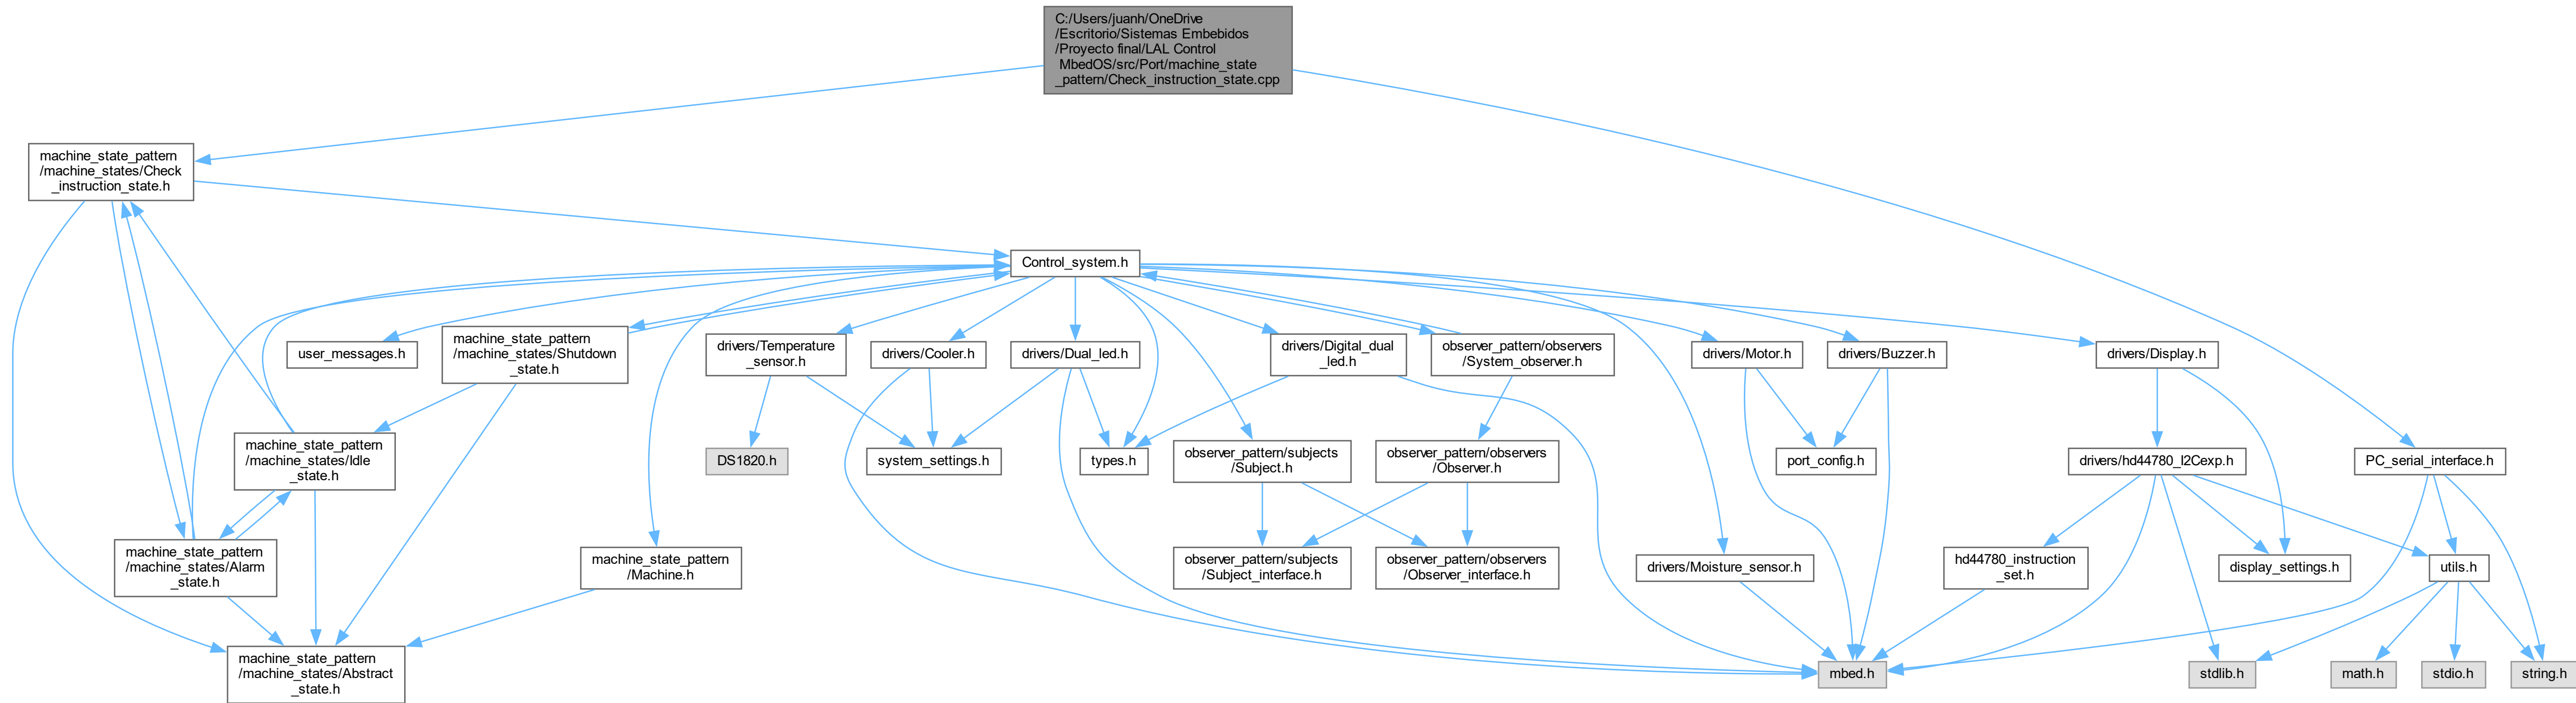 C:/Users/juanh/OneDrive
/Escritorio/Sistemas Embebidos
/Proyecto final/LAL Control
MbedOS/src/Port/machine_state
_pattern/Check_instruction_state.cpp
machine_state_pattern
/machine_states/Check
_instruction_state.h
Control_system.h
user_messages.h
machine_state_pattern
/machine_states/Shutdown
_state.h
drivers/Temperature
_sensor.h
drivers/Cooler.h
drivers/Dual_led.h
drivers/Digital_dual
_led.h
observer_pattern/observers
/System_observer.h
drivers/Motor.h
drivers/Buzzer.h
drivers/Display.h
machine_state_pattern
/machine_states/Idle
_state.h
DS1820.h
system_settings.h
types.h
observer_pattern/subjects
/Subject.h
observer_pattern/observers
/Observer.h
port_config.h
drivers/hd44780_I2Cexp.h
PC_serial_interface.h
machine_state_pattern
/machine_states/Alarm
_state.h
machine_state_pattern
/Machine.h
observer_pattern/subjects
/Subject_interface.h
observer_pattern/observers
/Observer_interface.h
drivers/Moisture_sensor.h
hd44780_instruction
_set.h
display_settings.h
utils.h
machine_state_pattern
/machine_states/Abstract
_state.h
mbed.h
stdlib.h
math.h
stdio.h
string.h